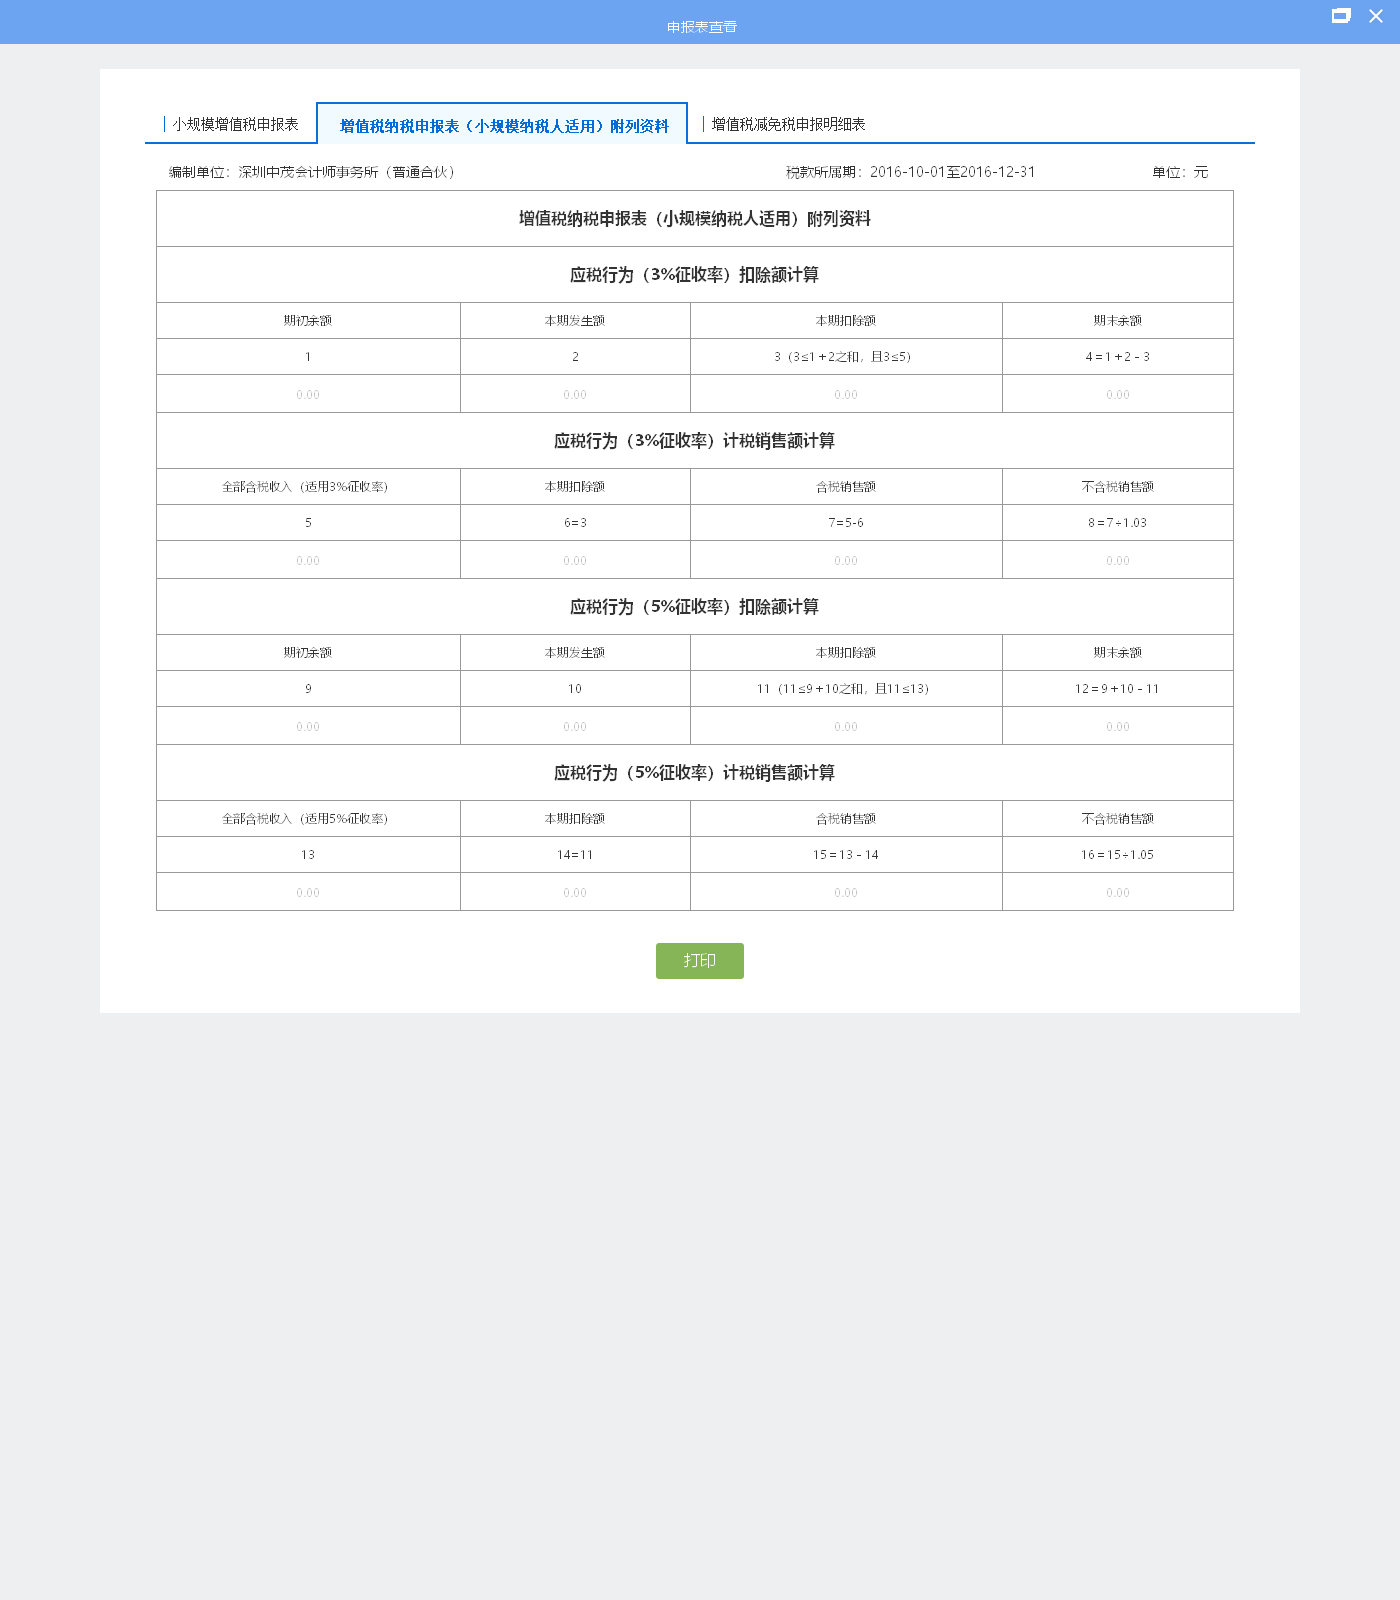 申报表查看
小规模增值税申报表 增值税纳税申报表（小规模纳税人适用）附列资料 增值税减免税申报明细表
编制单位：深圳中茂会计师事务所（普通合伙） 税款所属期：2016-10-01至2016-12-31 单位：元
增值税纳税申报表（小规模纳税人适用）附列资料
应税行为（3%征收率）扣除额计算
期初余额 本期发生额 本期扣除额 期末余额
1 2 3（3≤1＋2之和，且3≤5） 4＝1＋2－3
0.00 0.00 0.00 0.00
应税行为（3%征收率）计税销售额计算
全部含税收入（适用3%征收率） 本期扣除额 含税销售额 不含税销售额
5 6=3 7=5-6 8＝7÷1.03
0.00 0.00 0.00 0.00
应税行为（5%征收率）扣除额计算
期初余额 本期发生额 本期扣除额 期末余额
9 10 11（11≤9＋10之和，且11≤13） 12＝9＋10－11
0.00 0.00 0.00 0.00
应税行为（5%征收率）计税销售额计算
全部含税收入（适用5%征收率） 本期扣除额 含税销售额 不含税销售额
13 14=11 15＝13－14 16＝15÷1.05
0.00 0.00 0.00 0.00
打印